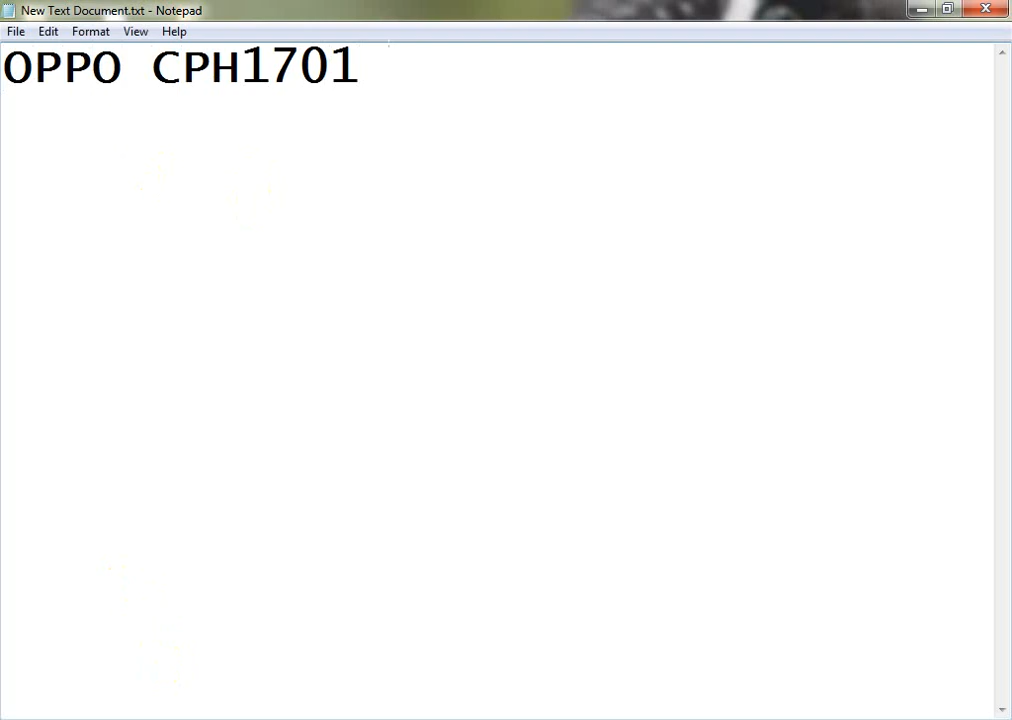 New Text Document.txt - Notepad
File Edit Format View Help
OPPO CPH1701